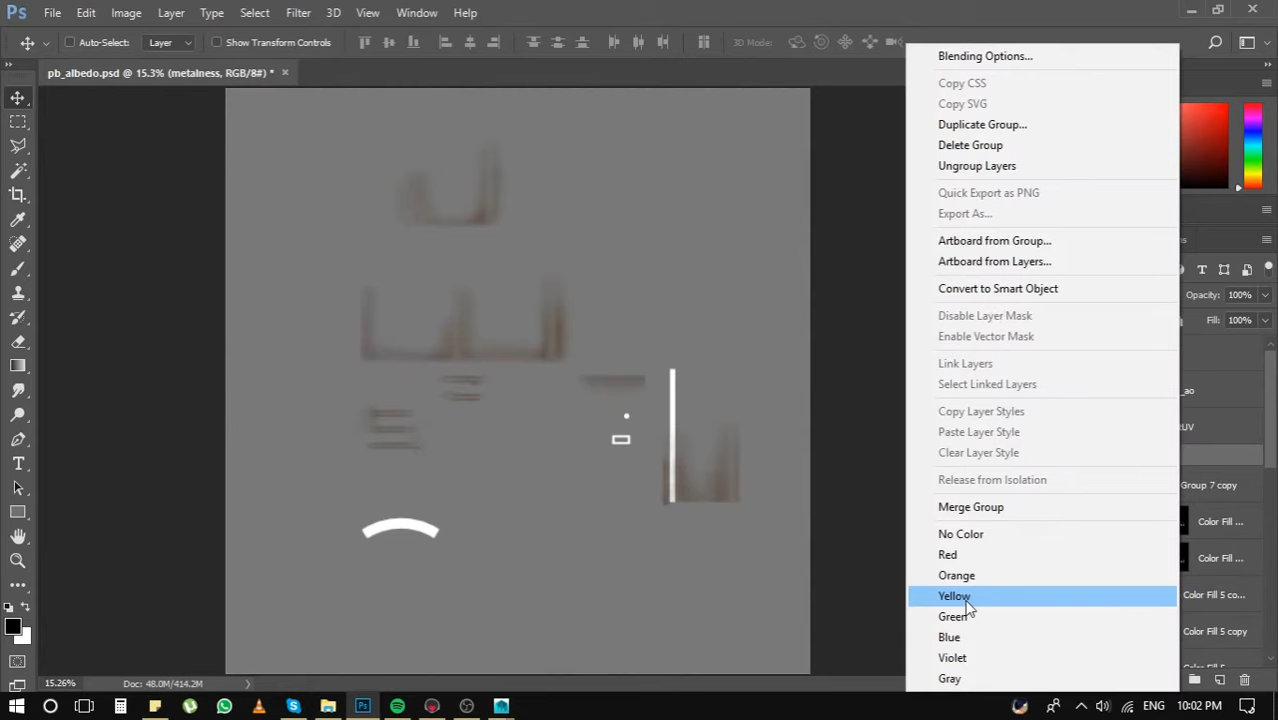 Ps File Edit Image Layer Type Select Filter 3D View Window Help
Auto-Select: Layer Show Transform Controls 3D Mode:
pb_albedo.psd @ 15.3% (metalness, RGB/8#) *
Blending Options...
Copy CSS
Copy SVG
Duplicate Group...
Delete Group
Ungroup Layers
Quick Export as PNG
Export As...
Artboard from Group...
Artboard from Layers...
Convert to Smart Object
Disable Layer Mask
Enable Vector Mask
Link Layers
Select Linked Layers
Copy Layer Styles
Paste Layer Style
Clear Layer Style
Release from Isolation
Merge Group
No Color
Red
Orange
Yellow
Green
Blue
Violet
Gray
Opacity: 100%
Fill: 100%
_ao
UV
Group 7 copy
Color Fill ...
Color Fill ...
Color Fill 5 co...
Color Fill 5 copy
Color Fill 5
15.26% Doc: 48.0M/414.2M
Ps
ENG 10:02 PM